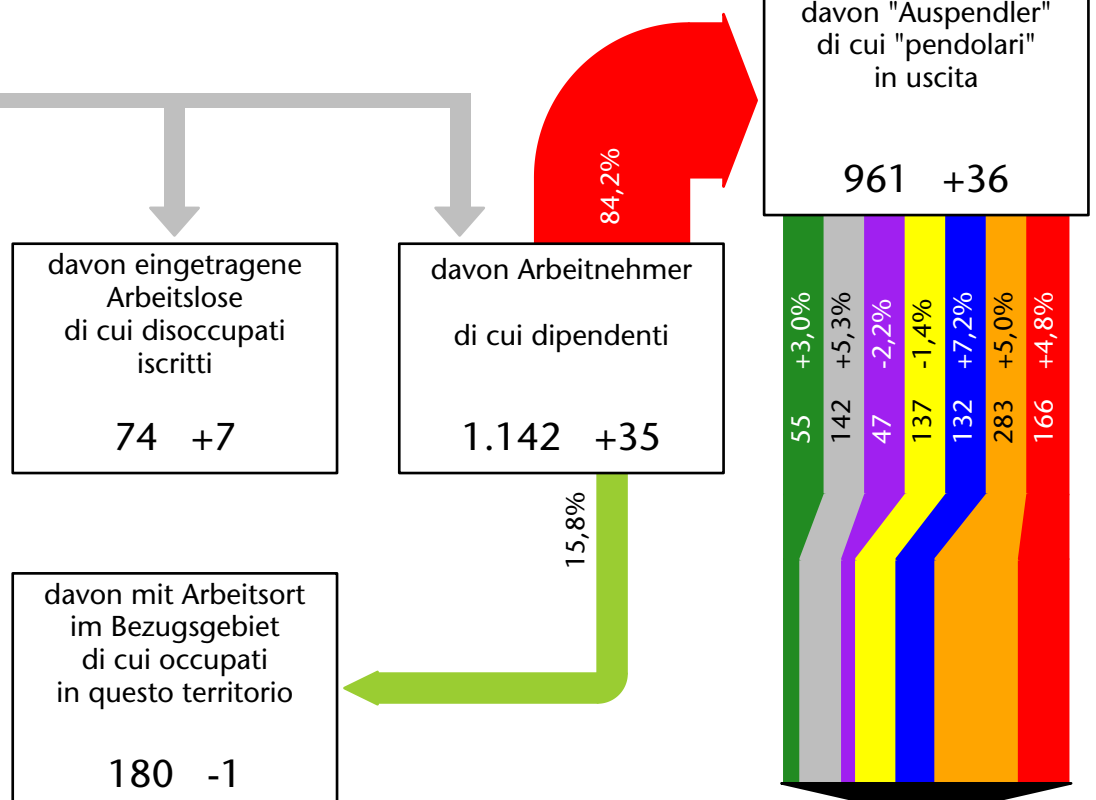 davon "Auspendler"
di cui "pendolari"
in uscita
961 +36
84,2%
davon eingetragene
Arbeitslose
di cui disoccupati
iscritti
74 +7
davon Arbeitnehmer
di cui dipendenti
1.142 +35
55 +3,0%
142 +5,3%
47 -2,2%
137 -1,4%
132 +7,2%
283 +5,0%
166 +4,8%
15,8%
davon mit Arbeitsort
im Bezugsgebiet
di cui occupati
in questo territorio
180 -1